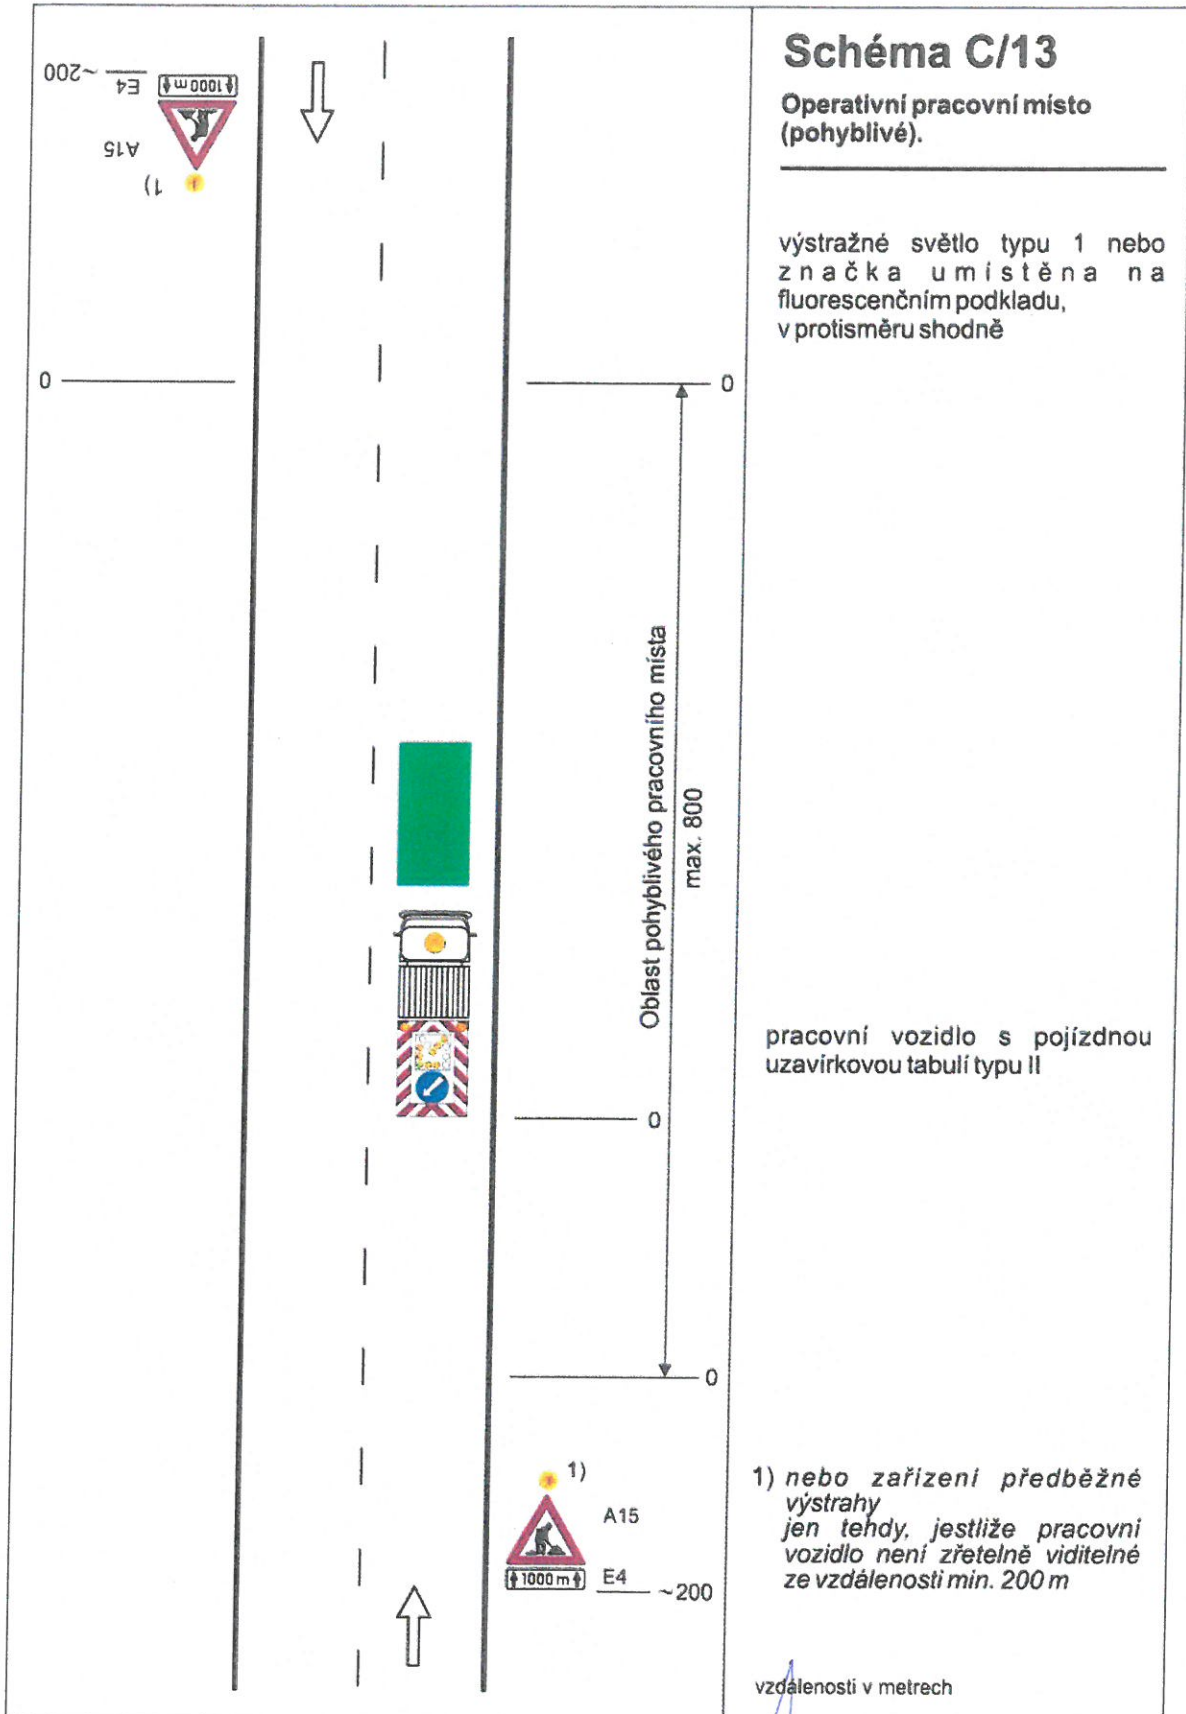 Schéma C/13
Operativní pracovní místo
(pohyblivé).
výstražné světlo typu 1 nebo
značka umístěna na
fluorescenčním podkladu,
v protisměru shodně
~200
E4
1000 m
A15
1)
0
0
Oblast pohyblivého pracovního místa
max. 800
pracovní vozidlo s pojízdnou
uzavírkovou tabulí typu II
0
0
1)
A15
1000 m
E4
~200
1) nebo zařízení předběžné
výstrahy
jen tehdy, jestliže pracovní
vozidlo není zřetelně viditelné
ze vzdálenosti min. 200 m
vzdálenosti v metrech